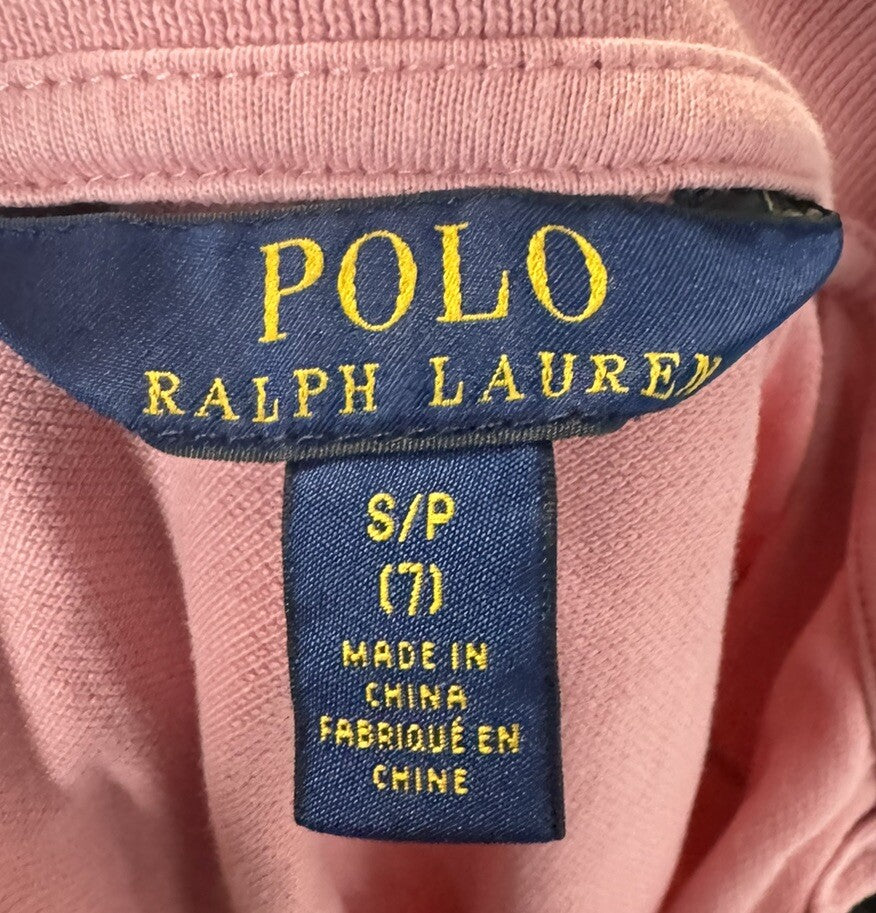 POLO
RALPH LAUREN
S/P
(7)
MADE IN
CHINA
FABRIQUÉ EN
CHINE